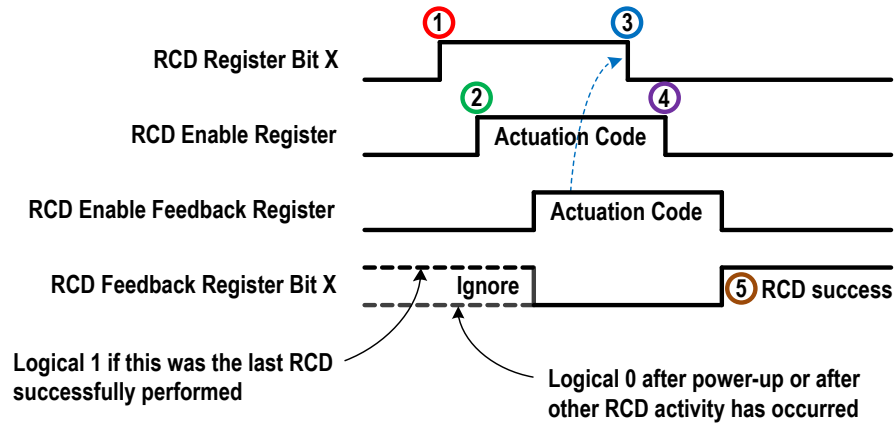 1
3
RCD Register Bit X
2
4
RCD Enable Register
Actuation Code
RCD Enable Feedback Register
Actuation Code
RCD Feedback Register Bit X
Ignore
5 RCD success
Logical 1 if this was the last RCD
successfully performed
Logical 0 after power-up or after
other RCD activity has occurred